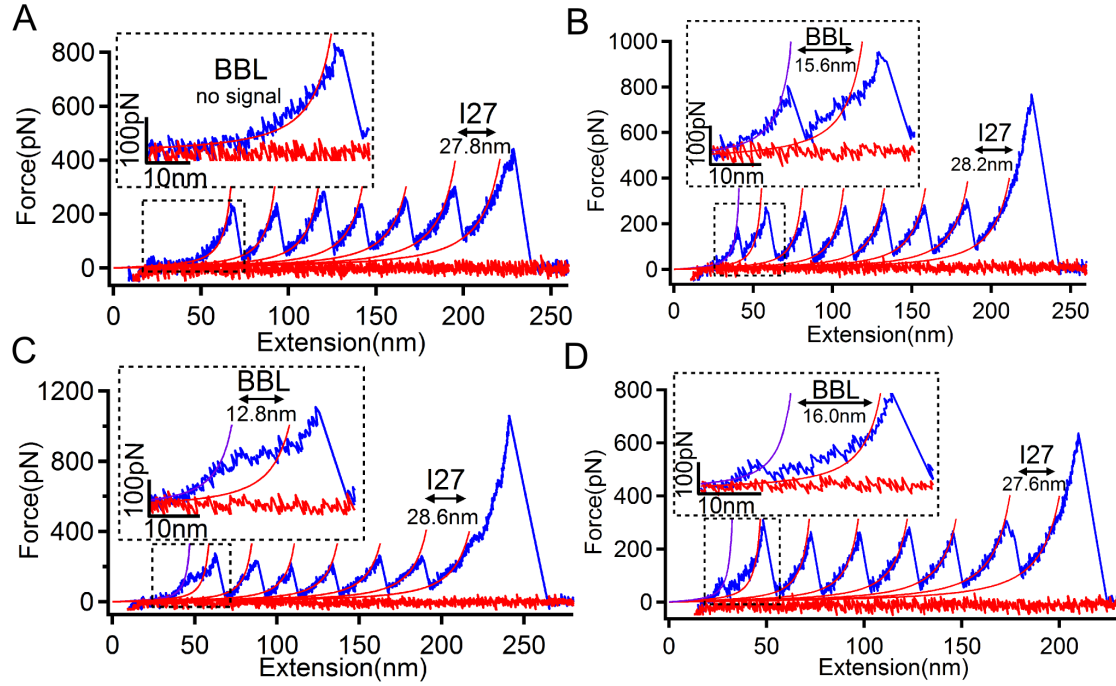 A
800
600
400
200
0
Force(pN)
BBL
no signal
100pN
10nm
I27
27.8nm
0
50
100
150
200
250
Extension(nm)
B
1000
800
600
400
200
0
Force(pN)
BBL
15.6nm
100pN
10nm
I27
28.2nm
0
50
100
150
200
250
Extension(nm)
C
1200
800
400
0
Force(pN)
BBL
12.8nm
100pN
10nm
I27
28.6nm
0
50
100
150
200
250
Extension(nm)
D
800
600
400
200
0
Force(pN)
BBL
16.0nm
100pN
10nm
I27
27.6nm
0
50
100
150
200
Extension(nm)